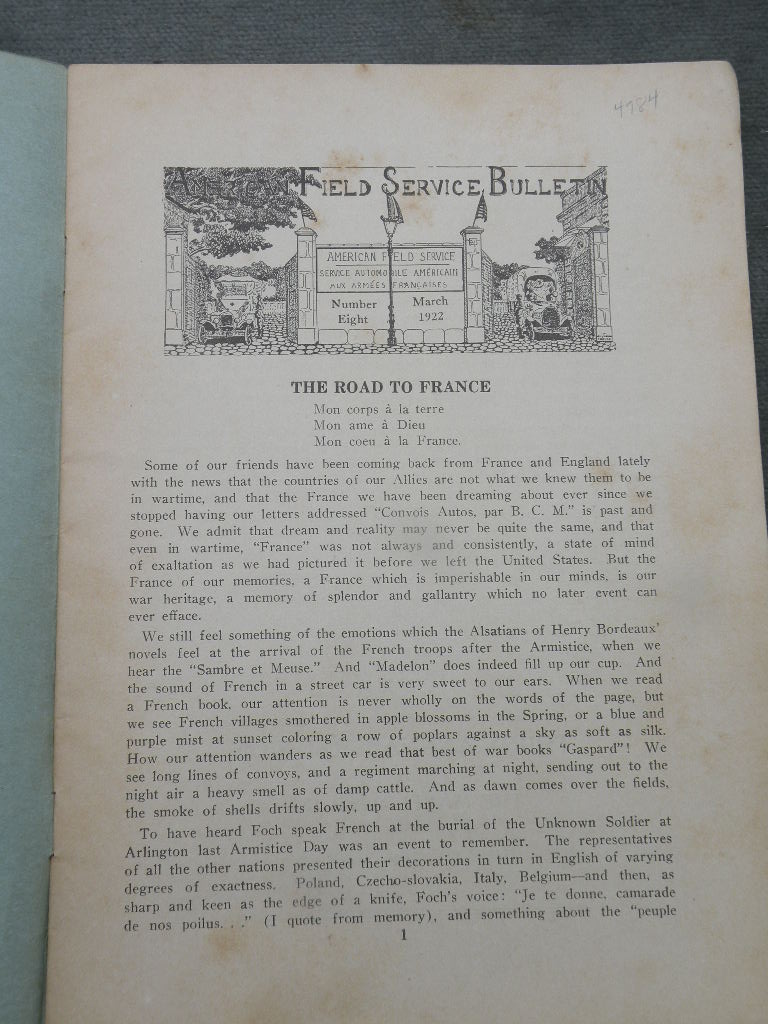 4784
AMERICAN FIELD SERVICE BULLETIN
AMERICAN FIELD SERVICE
SERVICE AUTOMOBILE AMÉRICAIN
AUX ARMÉES FRANÇAISES
Number Eight
March 1922
THE ROAD TO FRANCE
Mon corps à la terre
Mon ame à Dieu
Mon coeu à la France.
Some of our friends have been coming back from France and England lately
with the news that the countries of our Allies are not what we knew them to be
in wartime, and that the France we have been dreaming about ever since we
stopped having our letters addressed “Convois Autos, par B. C. M.” is past and
gone. We admit that dream and reality may never be quite the same, and that
even in wartime, “France” was not always and consistently, a state of mind
of exaltation as we had pictured it before we left the United States. But the
France of our memories, a France which is imperishable in our minds, is our
war heritage, a memory of splendor and gallantry which no later event can
ever efface.
We still feel something of the emotions which the Alsatians of Henry Bordeaux’
novels feel at the arrival of the French troops after the Armistice, when we
hear the “Sambre et Meuse.” And “Madelon” does indeed fill up our cup. And
the sound of French in a street car is very sweet to our ears. When we read
a French book, our attention is never wholly on the words of the page, but
we see French villages smothered in apple blossoms in the Spring, or a blue and
purple mist at sunset coloring a row of poplars against a sky as soft as silk.
How our attention wanders as we read that best of war books “Gaspard”! We
see long lines of convoys, and a regiment marching at night, sending out to the
night air a heavy smell as of damp cattle. And as dawn comes over the fields,
the smoke of shells drifts slowly, up and up.
To have heard Foch speak French at the burial of the Unknown Soldier at
Arlington last Armistice Day was an event to remember. The representatives
of all the other nations presented their decorations in turn in English of varying
degrees of exactness. Poland, Czecho-slovakia, Italy, Belgium—and then, as
sharp and keen as the edge of a knife, Foch’s voice: “Je te donne, camarade
de nos poilus. . .” (I quote from memory), and something about the “peuple
1